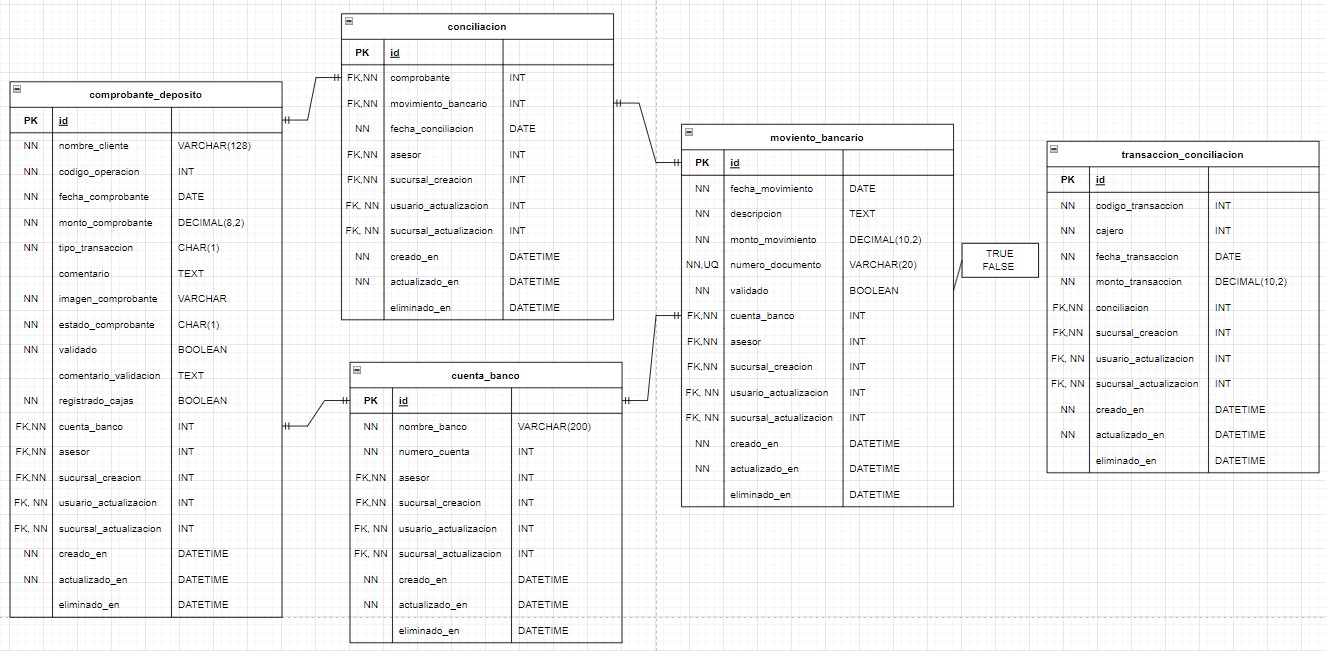 comprobante_deposito
PK id
NN nombre_cliente VARCHAR(128)
NN codigo_operacion INT
NN fecha_comprobante DATE
NN monto_comprobante DECIMAL(8,2)
NN tipo_transaccion CHAR(1)
comentario TEXT
NN imagen_comprobante VARCHAR
NN estado_comprobante CHAR(1)
NN validado BOOLEAN
comentario_validacion TEXT
NN registrado_cajas BOOLEAN
FK,NN cuenta_banco INT
FK,NN asesor INT
FK,NN sucursal_creacion INT
FK, NN usuario_actualizacion INT
FK, NN sucursal_actualizacion INT
NN creado_en DATETIME
NN actualizado_en DATETIME
eliminado_en DATETIME
conciliacion
PK id
FK,NN comprobante INT
FK,NN movimiento_bancario INT
NN fecha_conciliacion DATE
FK,NN asesor INT
FK,NN sucursal_creacion INT
FK, NN usuario_actualizacion INT
FK, NN sucursal_actualizacion INT
NN creado_en DATETIME
NN actualizado_en DATETIME
eliminado_en DATETIME
cuenta_banco
PK id
NN nombre_banco VARCHAR(200)
NN numero_cuenta INT
FK,NN asesor INT
FK,NN sucursal_creacion INT
FK, NN usuario_actualizacion INT
FK, NN sucursal_actualizacion INT
NN creado_en DATETIME
NN actualizado_en DATETIME
eliminado_en DATETIME
moviento_bancario
PK id
NN fecha_movimiento DATE
NN descripcion TEXT
NN monto_movimiento DECIMAL(10,2)
NN,UQ numero_documento VARCHAR(20)
NN validado BOOLEAN
FK,NN cuenta_banco INT
FK,NN asesor INT
FK,NN sucursal_creacion INT
FK, NN usuario_actualizacion INT
FK, NN sucursal_actualizacion INT
NN creado_en DATETIME
NN actualizado_en DATETIME
eliminado_en DATETIME
TRUE
FALSE
transaccion_conciliacion
PK id
NN codigo_transaccion INT
NN cajero INT
NN fecha_transaccion DATE
NN monto_transaccion DECIMAL(10,2)
FK,NN conciliacion INT
FK,NN sucursal_creacion INT
FK, NN usuario_actualizacion INT
FK, NN sucursal_actualizacion INT
NN creado_en DATETIME
NN actualizado_en DATETIME
eliminado_en DATETIME